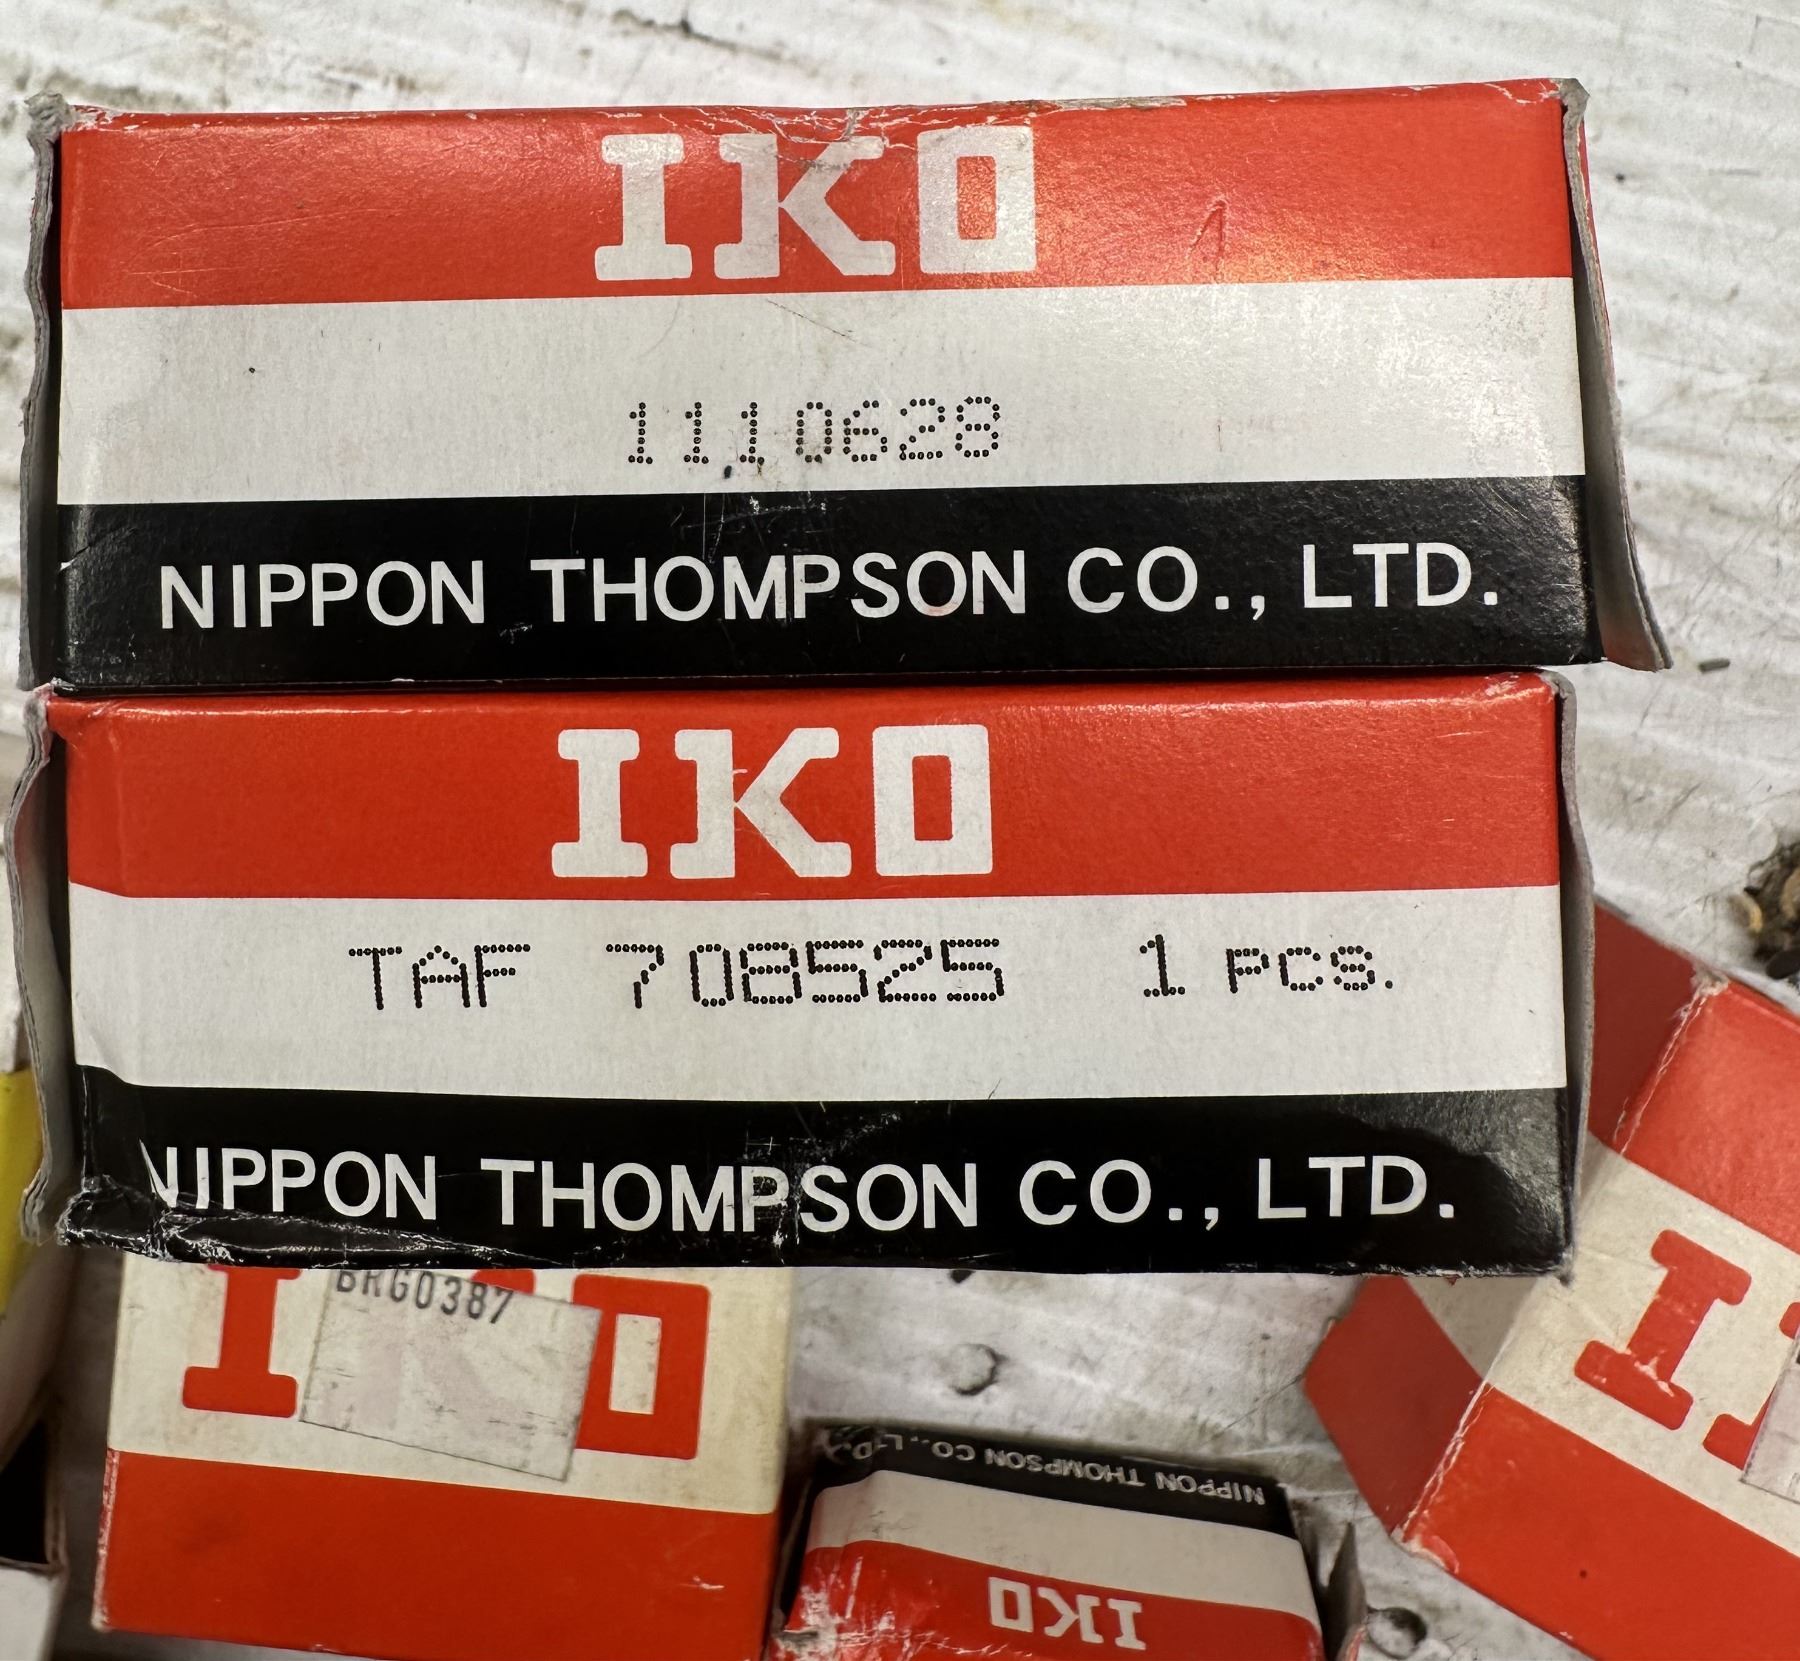 IKO
1110628
NIPPON THOMPSON CO., LTD.
IKO
TAF 708525 1 PCS.
NIPPON THOMPSON CO., LTD.
BRG0387
IKO
NIPPON THOMPSON CO., LTD.
IKO